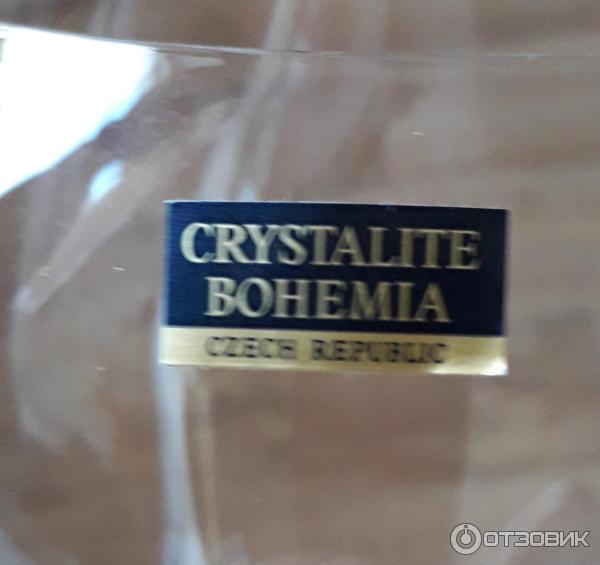 CRYSTALITE
BOHEMIA
CZECH REPUBLIC
ОТЗОВИК